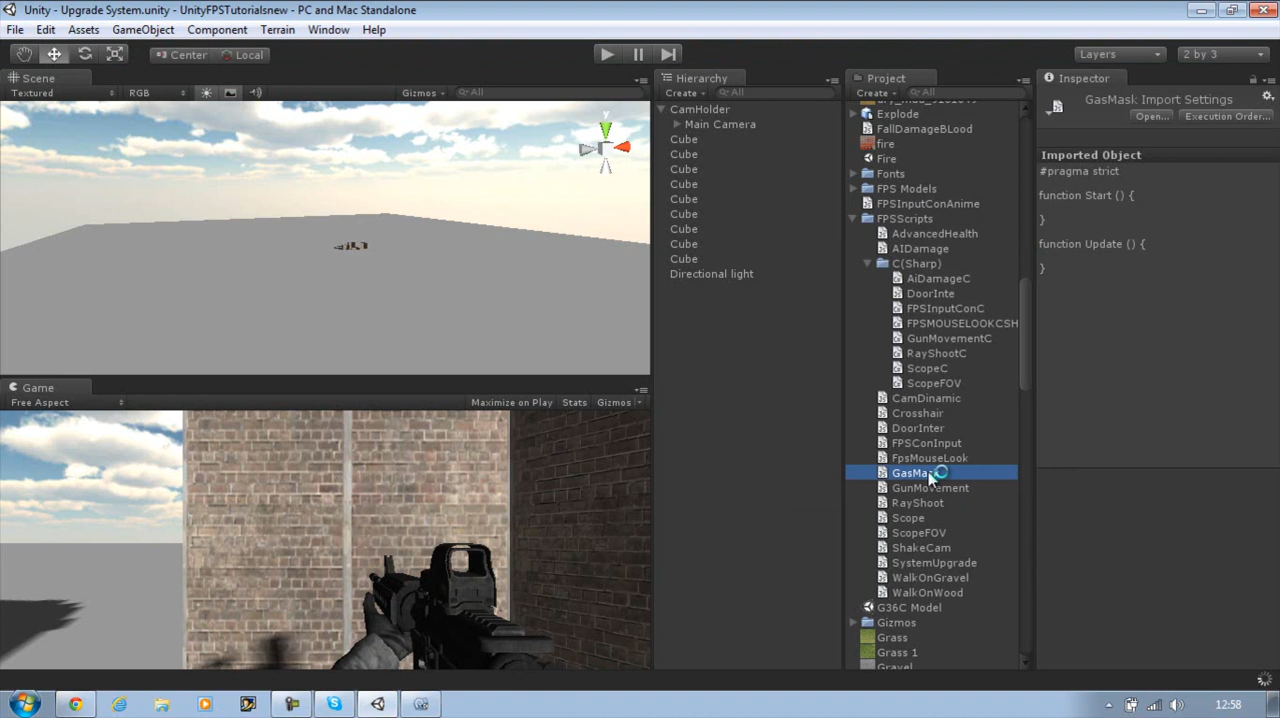 Unity - Upgrade System.unity - UnityFPSTutorialsnew - PC and Mac Standalone
File Edit Assets GameObject Component Terrain Window Help
Center Local Layers 2 by 3
Scene
Textured RGB Gizmos All
Game
Free Aspect Maximize on Play Stats Gizmos
Hierarchy
Create All
CamHolder
Main Camera
Cube
Cube
Cube
Cube
Cube
Cube
Cube
Cube
Cube
Directional light
Project
Create All
Explode
FallDamageBLood
fire
Fire
Fonts
FPS Models
FPSInputConAnime
FPSScripts
AdvancedHealth
AIDamage
C(Sharp)
AiDamageC
DoorInte
FPSInputConC
FPSMOUSELOOKCSH
GunMovementC
RayShootC
ScopeC
ScopeFOV
CamDinamic
Crosshair
DoorInter
FPSConInput
FpsMouseLook
GasMas
GunMovement
RayShoot
Scope
ScopeFOV
ShakeCam
SystemUpgrade
WalkOnGravel
WalkOnWood
G36C Model
Gizmos
Grass
Grass 1
Gravel
Inspector
GasMask: Import Settings
Open... Execution Order...
Imported Object
#pragma strict
function Start () {
}
function Update () {
}
12:58